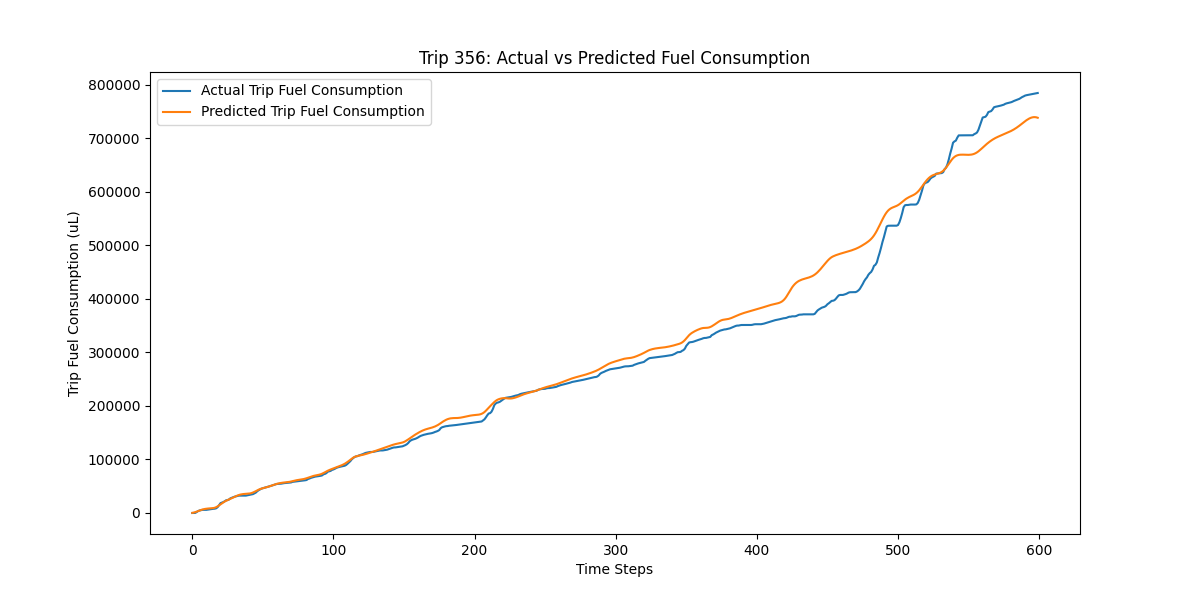 Trip 356: Actual vs Predicted Fuel Consumption
Actual Trip Fuel Consumption
Predicted Trip Fuel Consumption
Trip Fuel Consumption (uL)
800000
700000
600000
500000
400000
300000
200000
100000
0
0 100 200 300 400 500 600
Time Steps